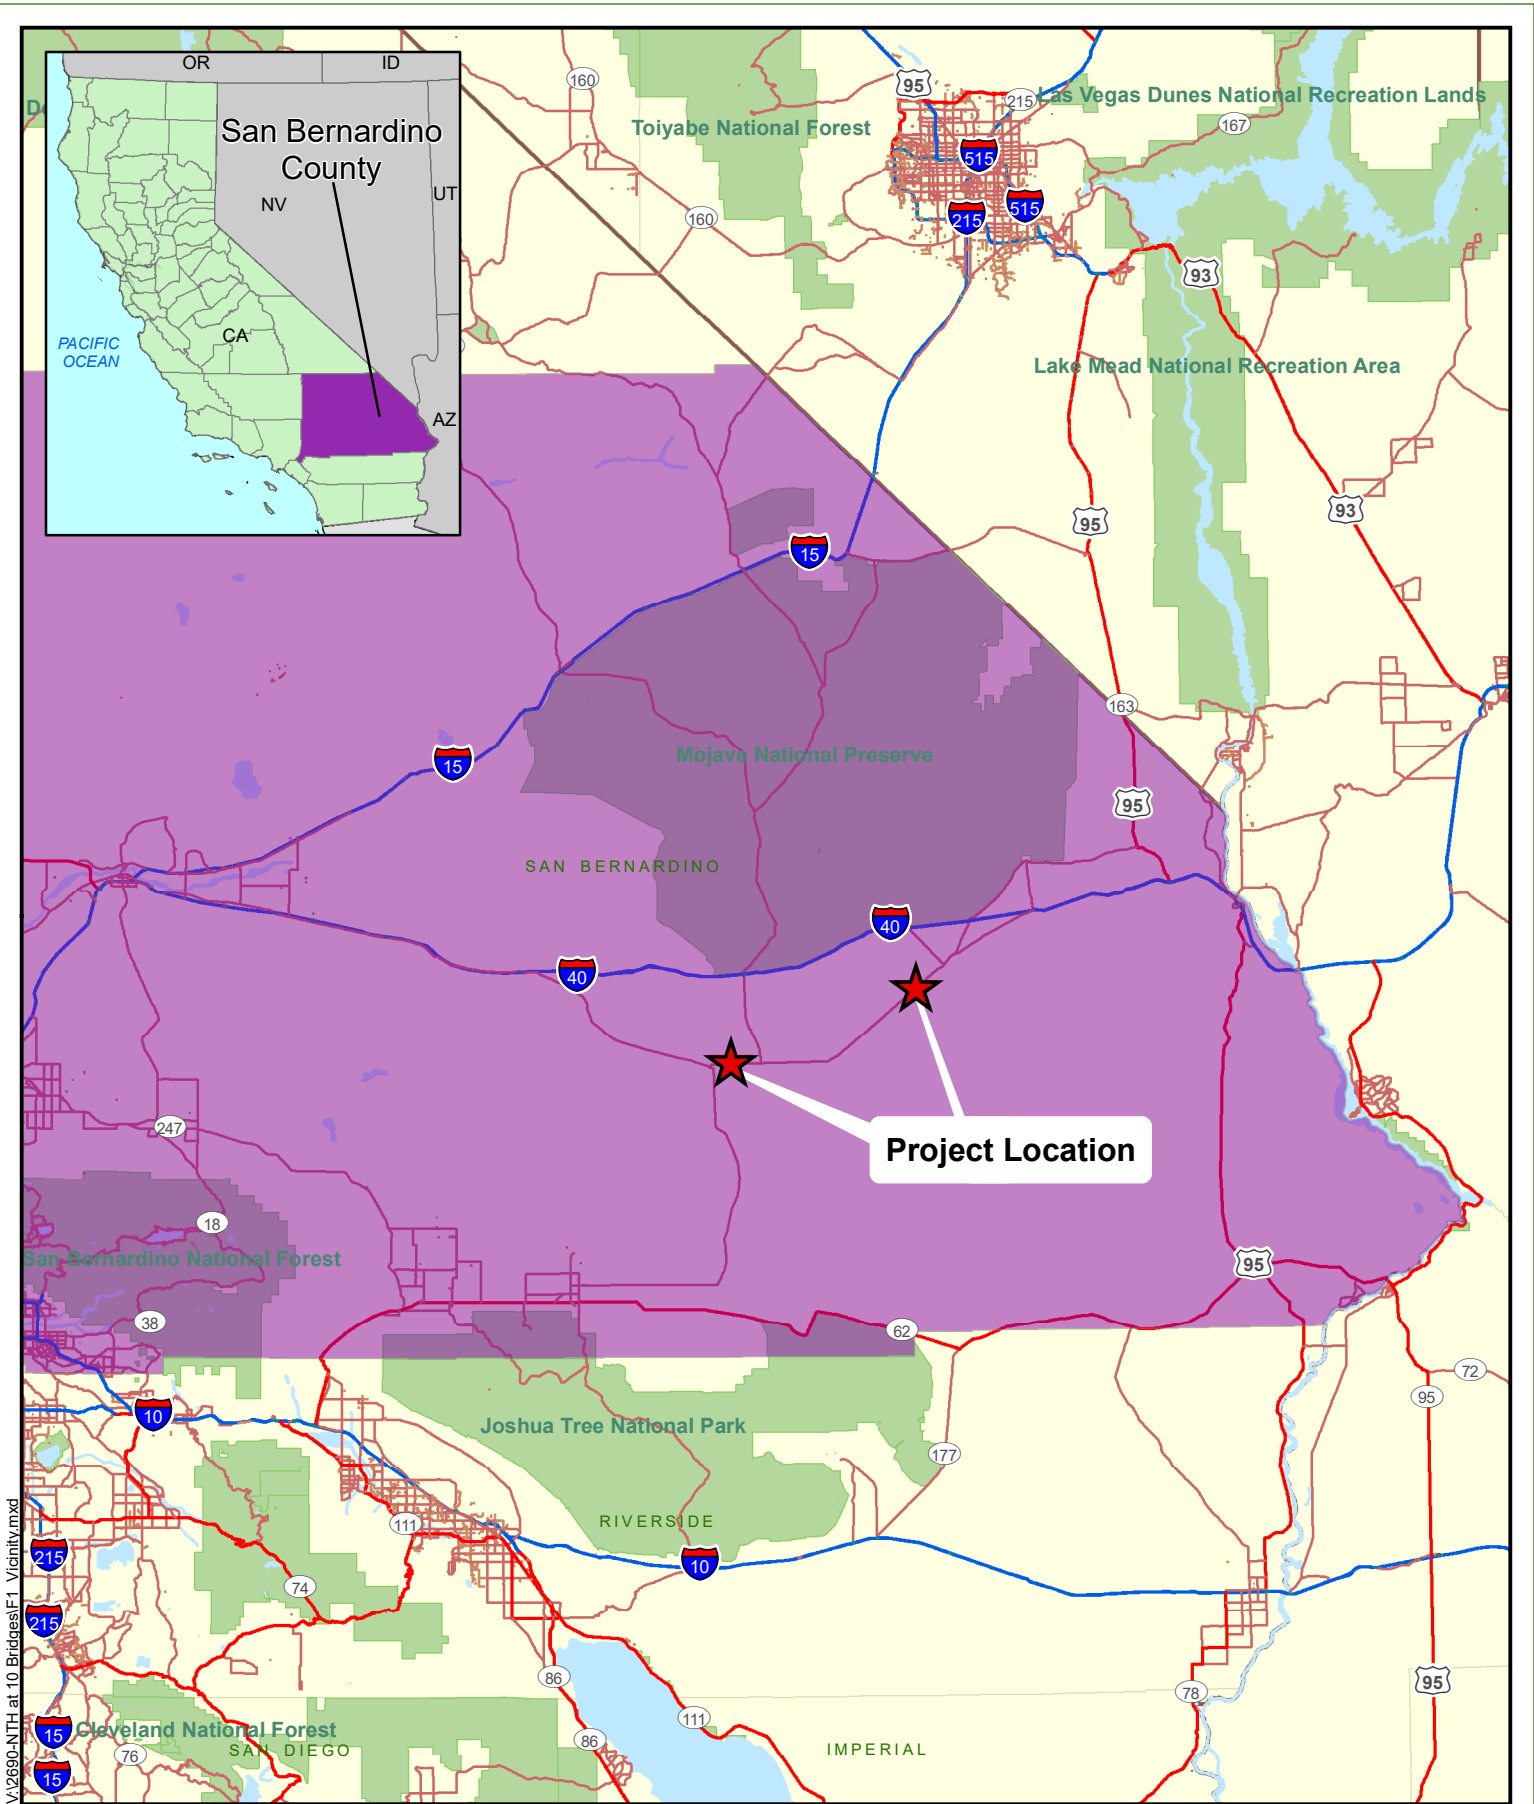 OR
ID
San Bernardino
County
NV
UT
PACIFIC
OCEAN
CA
AZ
160
95
215
Las Vegas Dunes National Recreation Lands
Toiyabe National Forest
167
515
160
215
515
93
Lake Mead National Recreation Area
95
93
15
163
15
Mojave National Preserve
95
SAN BERNARDINO
40
40
247
Project Location
18
San Bernardino National Forest
95
38
62
72
95
10
Joshua Tree National Park
177
111
RIVERSIDE
215
10
74
215
86
95
78
111
15
Cleveland National Forest
86
76
SAN DIEGO
IMPERIAL
15
V:\2690-NTH at 10 Bridges\F1 Vicinity.mxd